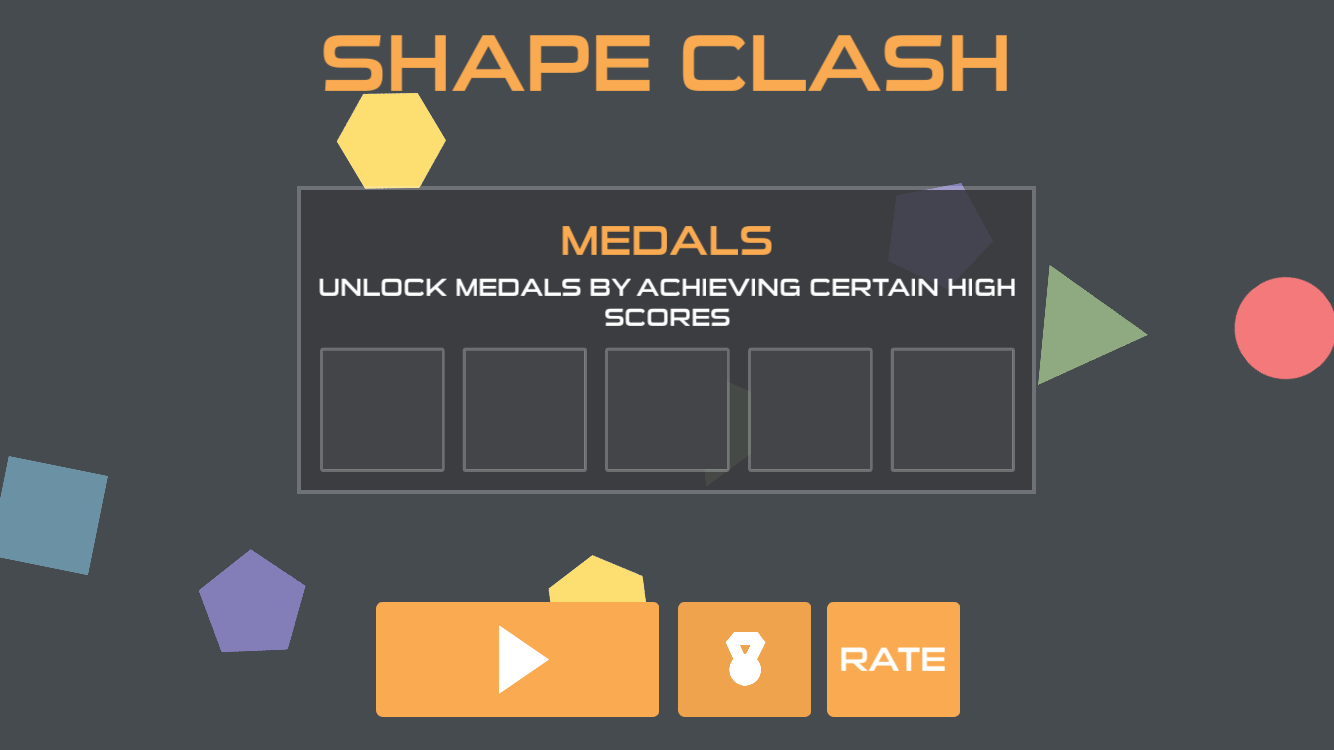 SHAPE CLASH
MEDALS
UNLOCK MEDALS BY ACHIEVING CERTAIN HIGH
SCORES
RATE